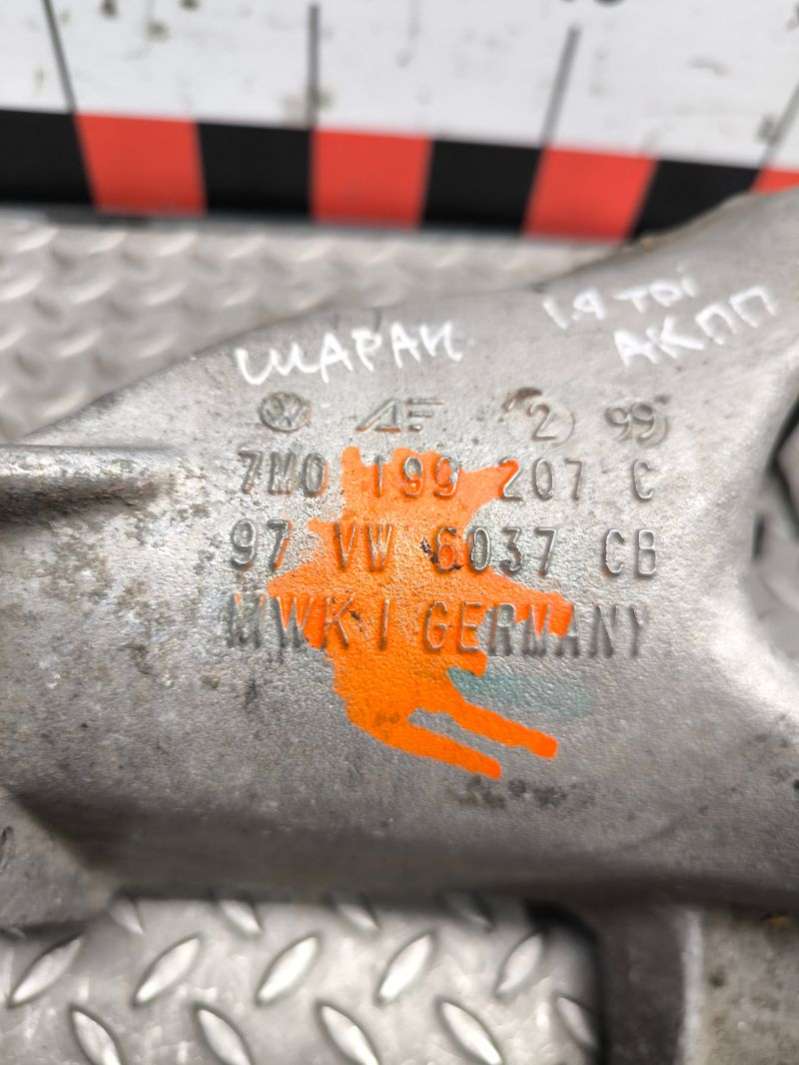 ШАРАН
1.9 TDi
АКПП
AF 2 99
7M0 199 207 C
97 VW 6037 CB
MWK I GERMANY